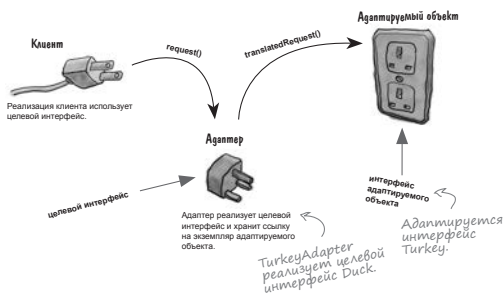 Адаптируемый объект
Клиент
request()
translatedRequest()
Реализация клиента использует
целевой интерфейс.
Адаптер
целевой интерфейс
интерфейс
адаптируемого
объекта
Адаптер реализует целевой
интерфейс и хранит ссылку
на экземпляр адаптируемого
объекта.
Адаптируется
интерфейс
Turkey.
TurkeyAdapter
реализует целевой
интерфейс Duck.